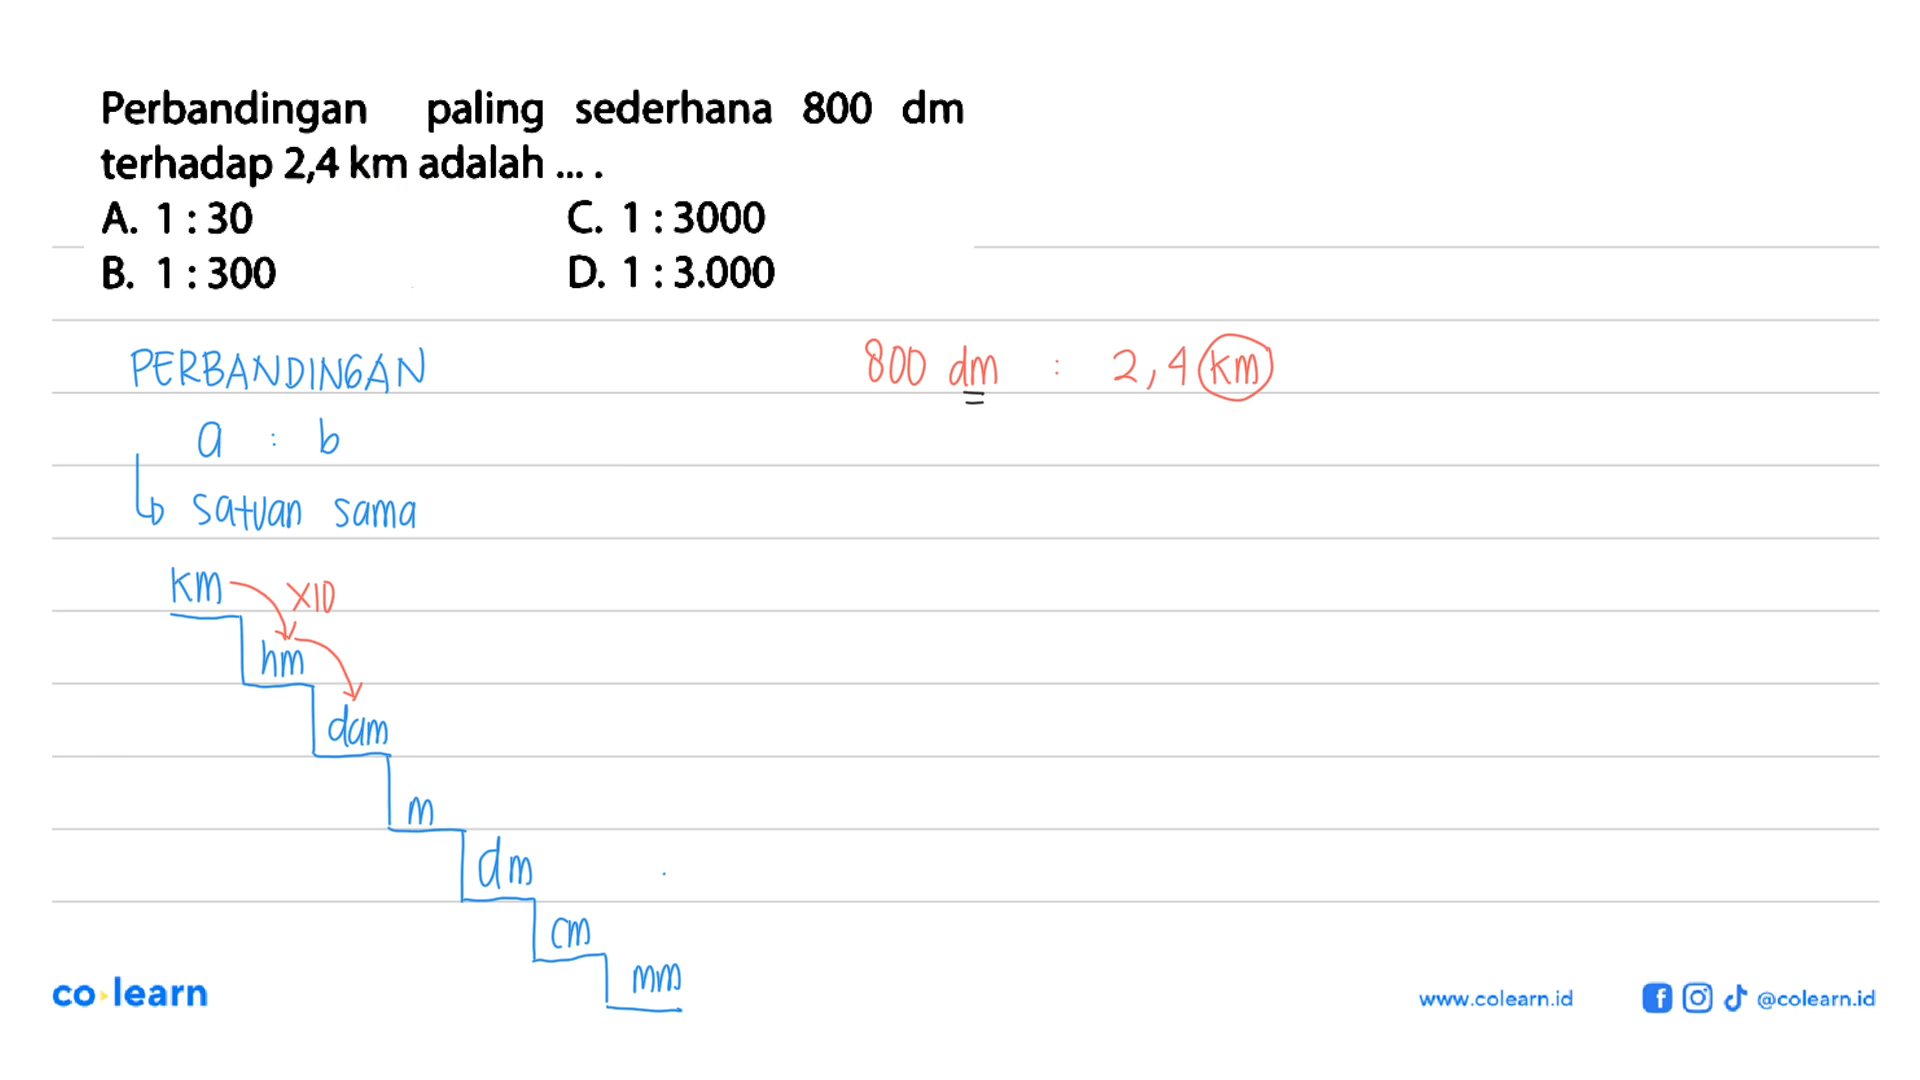 Perbandingan paling sederhana 800 dm
terhadap 2,4 km adalah ... .
A. 1 : 30 C. 1 : 3000
B. 1 : 300 D. 1 : 3.000
PERBANDINGAN
800 dm : 2,4 km
a : b
satuan sama
km x10
hm
dam
m
dm
cm
mm
co learn
www.colearn.id @colearn.id